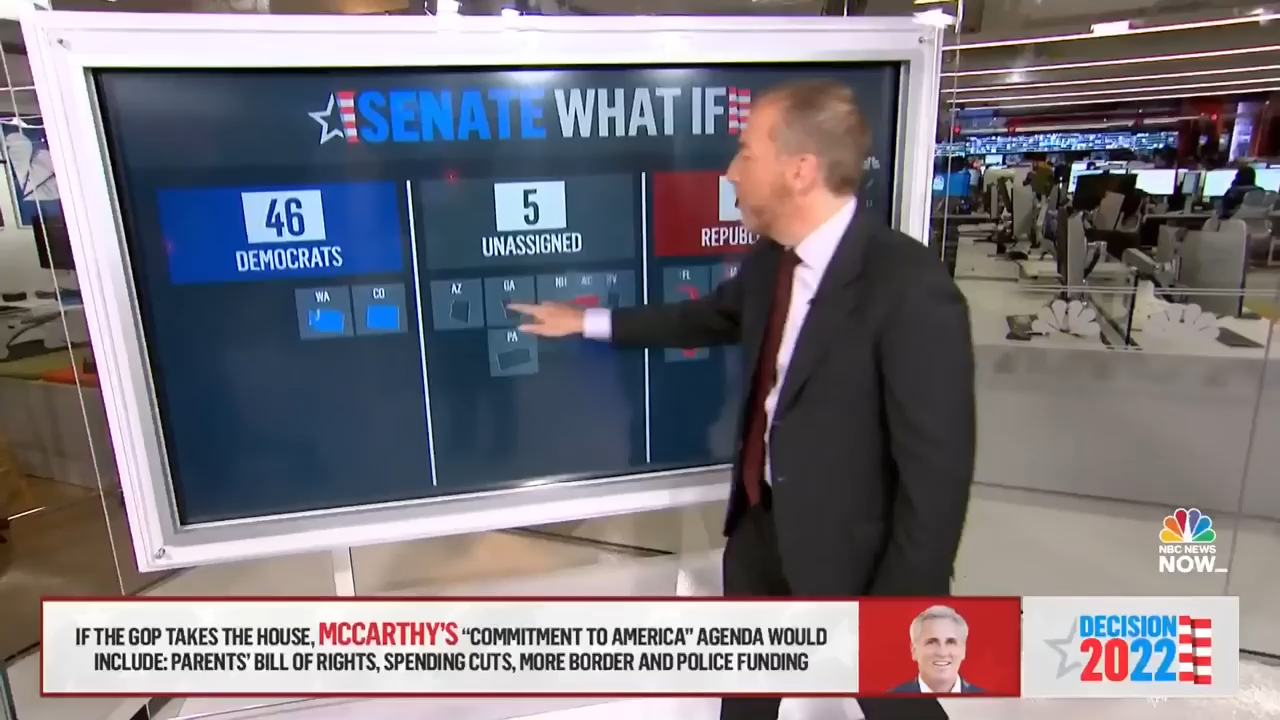 SENATE WHAT IF
46
DEMOCRATS
5
UNASSIGNED
WA
CO
AZ
GA
NH
NV
PA
FL
NBC NEWS
NOW
IF THE GOP TAKES THE HOUSE, MCCARTHY'S "COMMITMENT TO AMERICA" AGENDA WOULD
INCLUDE: PARENTS' BILL OF RIGHTS, SPENDING CUTS, MORE BORDER AND POLICE FUNDING
DECISION
2022